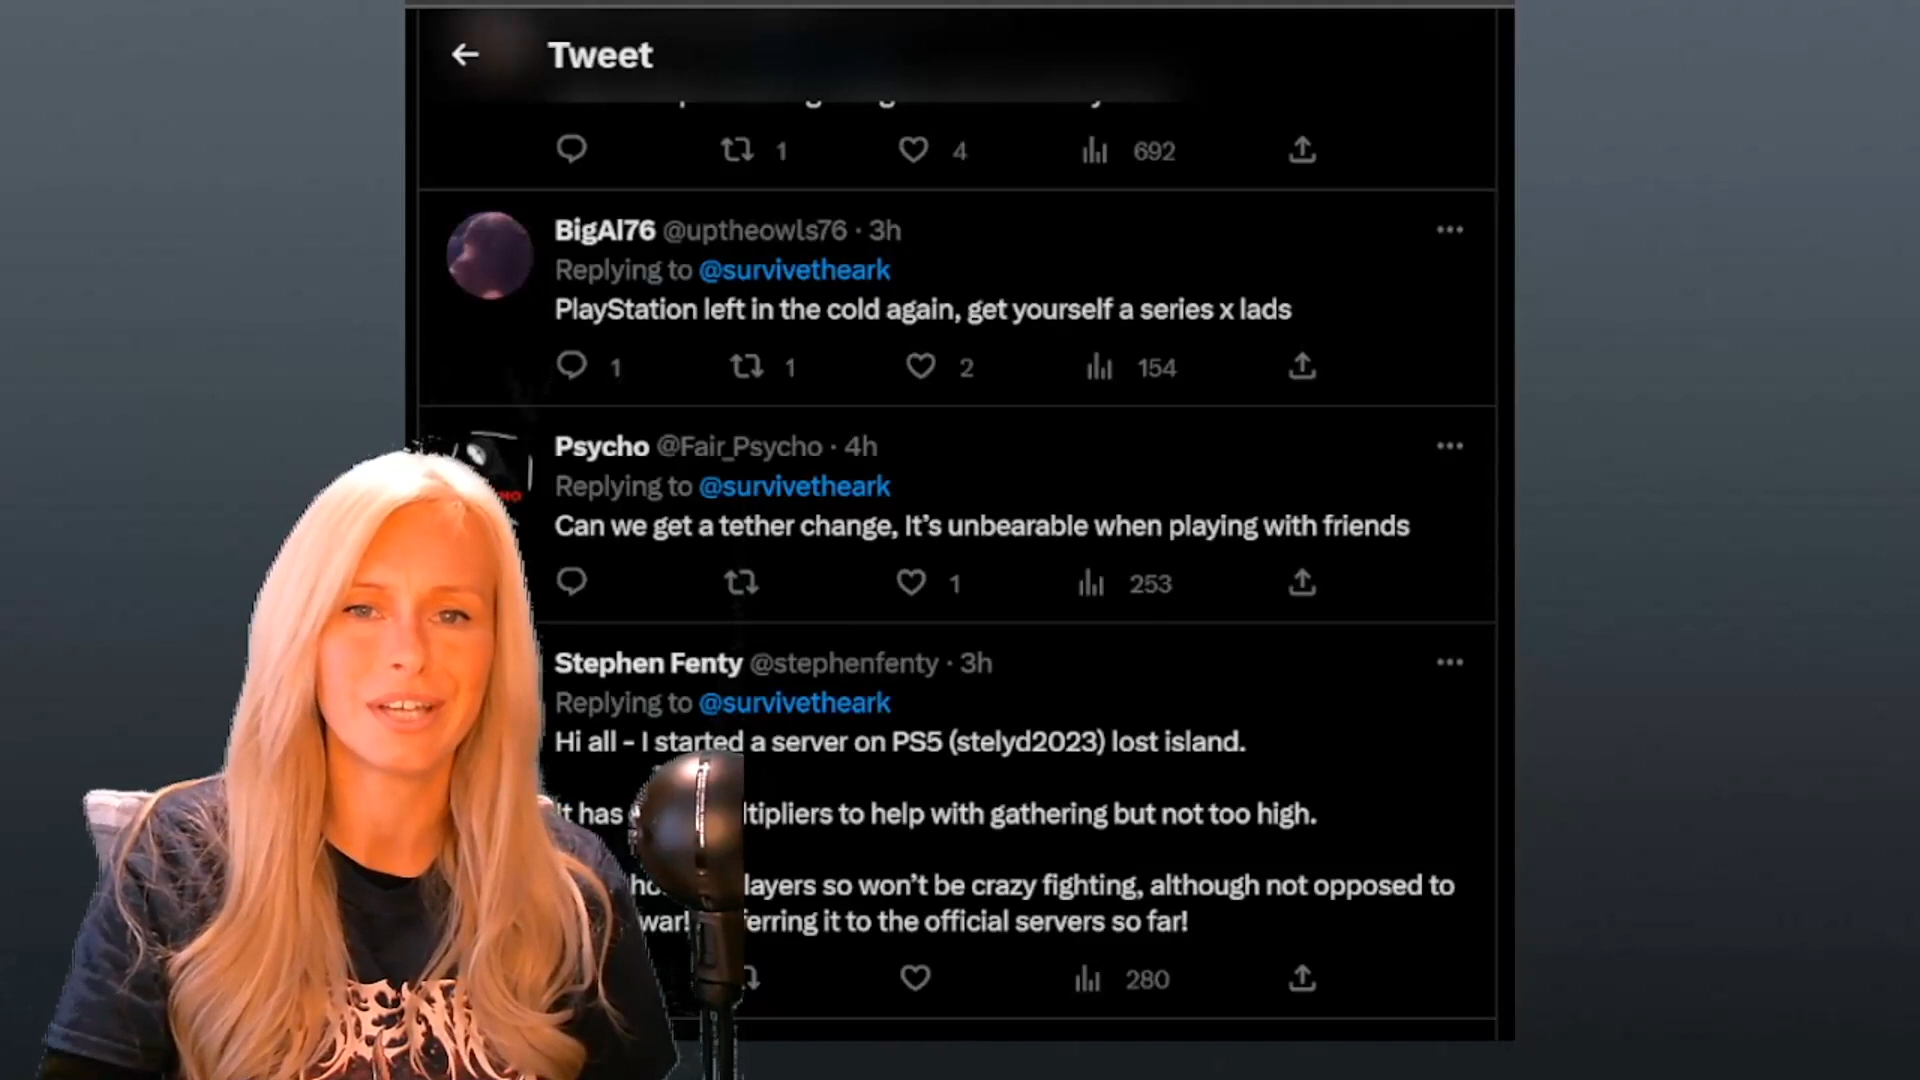 Tweet
1 4 692
BigAl76 @uptheowls76 · 3h
Replying to @survivetheark
PlayStation left in the cold again, get yourself a series x lads
1 1 2 154
Psycho @Fair_Psycho · 4h
Replying to @survivetheark
Can we get a tether change, It's unbearable when playing with friends
1 253
Stephen Fenty @stephenfenty · 3h
Replying to @survivetheark
Hi all - I started a server on PS5 (stelyd2023) lost island.
has to help with gathering but not too high.
so won't be crazy fighting, although not opposed to
war! it to the official servers so far!
280